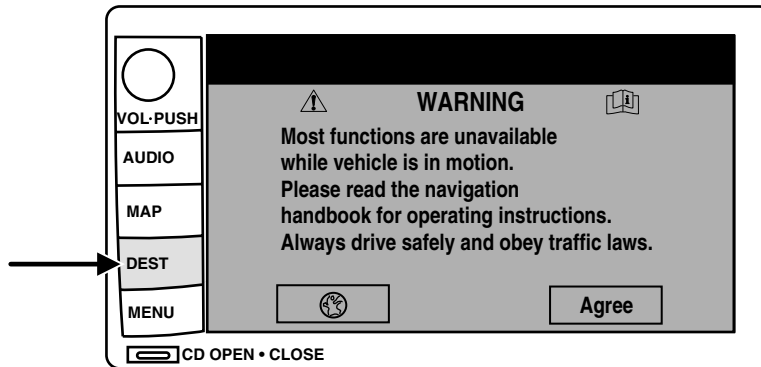 VOL·PUSH
AUDIO
MAP
DEST
MENU
WARNING
Most functions are unavailable
while vehicle is in motion.
Please read the navigation
handbook for operating instructions.
Always drive safely and obey traffic laws.
Agree
CD OPEN • CLOSE